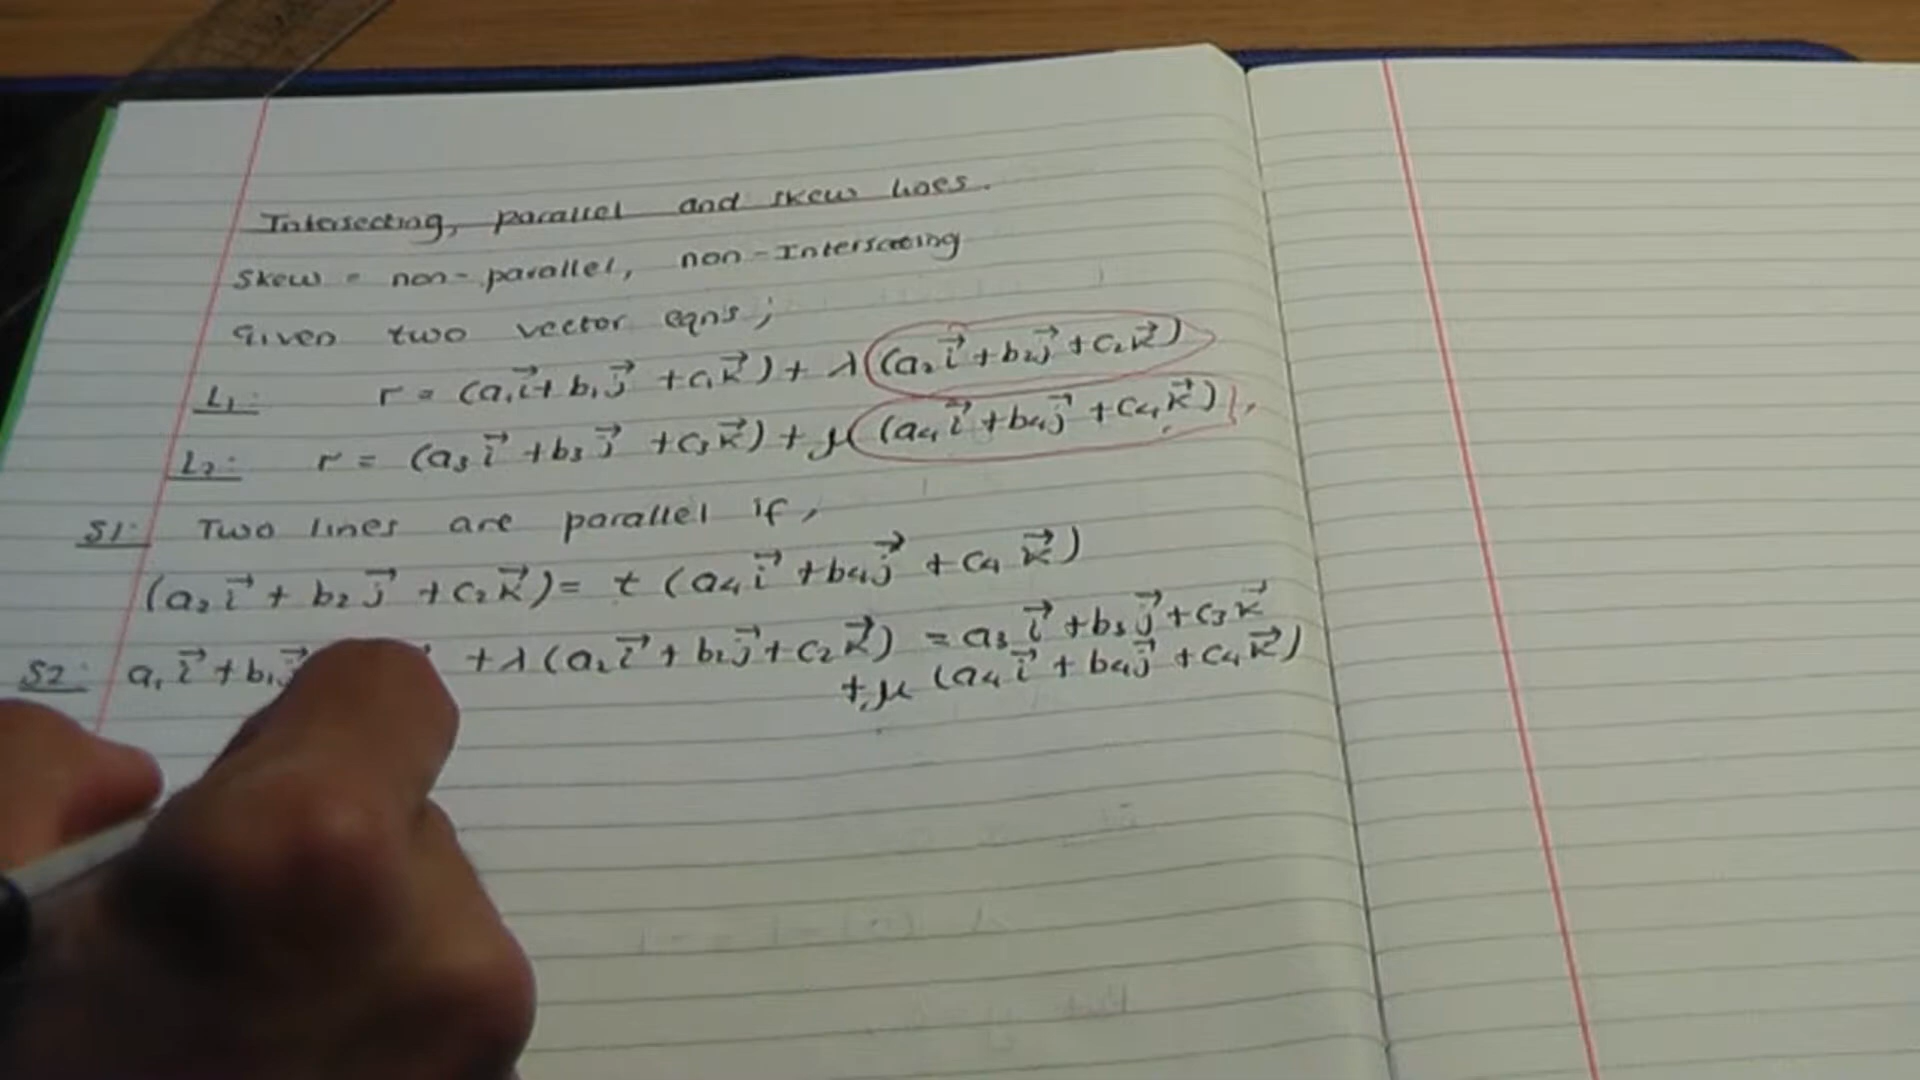 Intersecting, parallel and skew lines.
Skew = non-parallel, non-Intersecting
Given two vector eqn's;
L₁: r = (a₁i⃗ + b₁j⃗ + c₁k⃗) + λ(a₂i⃗ + b₂j⃗ + c₂k⃗)
L₂: r = (a₃i⃗ + b₃j⃗ + c₃k⃗) + μ(a₄i⃗ + b₄j⃗ + c₄k⃗),
S1: Two lines are parallel if,
(a₂i⃗ + b₂j⃗ + c₂k⃗) = t (a₄i⃗ + b₄j⃗ + c₄k⃗)
S2: a₁i⃗ + b₁j⃗ + λ(a₂i⃗ + b₂j⃗ + c₂k⃗) = a₃i⃗ + b₃j⃗ + c₃k⃗
+ μ (a₄i⃗ + b₄j⃗ + c₄k⃗)